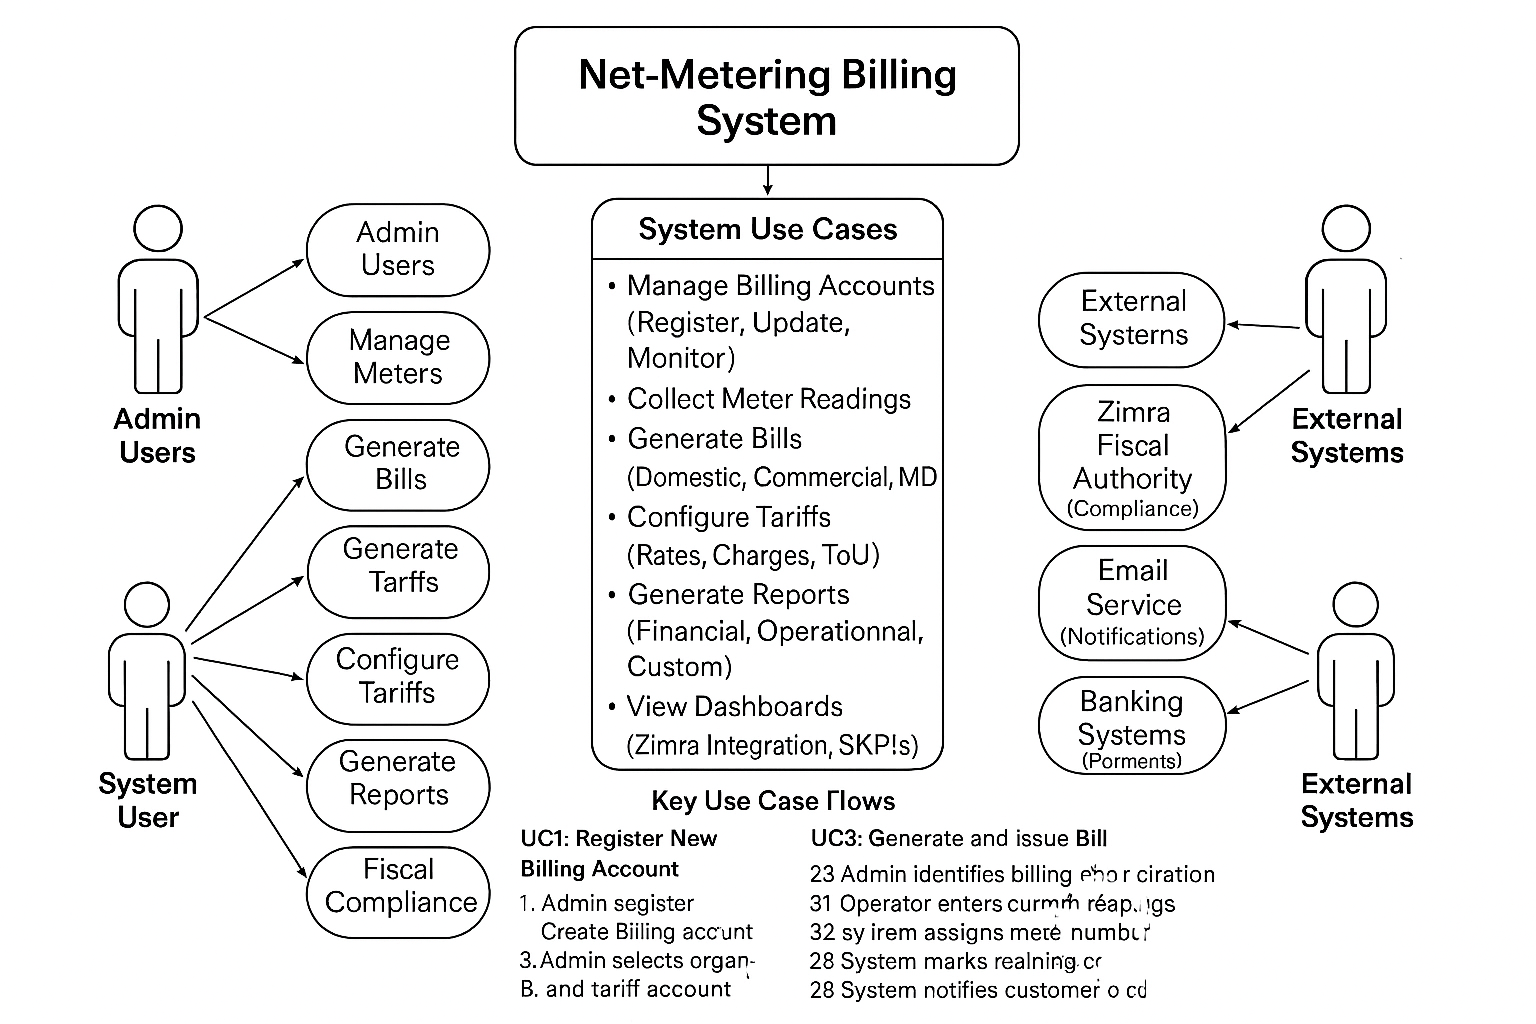 Net-Metering Billing
System
Admin
Users
Admin
Users
Manage
Meters
Generate
Bills
Generate
Tarffs
Configure
Tariffs
Generate
Reports
Fiscal
Compliance
System
User
System Use Cases
• Manage Billing Accounts
(Register, Update,
Monitor)
• Collect Meter Readings
• Generate Bills
(Domestic, Commercial, MD
• Configure Tariffs
(Rates, Charges, ToU)
• Generate Reports
(Financial, Operationnal,
Custom)
• View Dashboards
(Zimra Integration, SKP!s)
External
Systerns
Zimra
Fiscal
Authority
(Compliance)
External
Systems
Email
Service
(Notifications)
Banking
Systems
(Porments)
External
Systems
Key Use Case Flows
UC1: Register New
Billing Account
1. Admin segister
Create Biiling account
3. Admin selects organ-
B. and tariff account
UC3: Generate and issue Bill
23 Admin identifies billing ciration
31 Operator enters
32 sy irem assigns
28 System marks
28 System notifies customer o cd